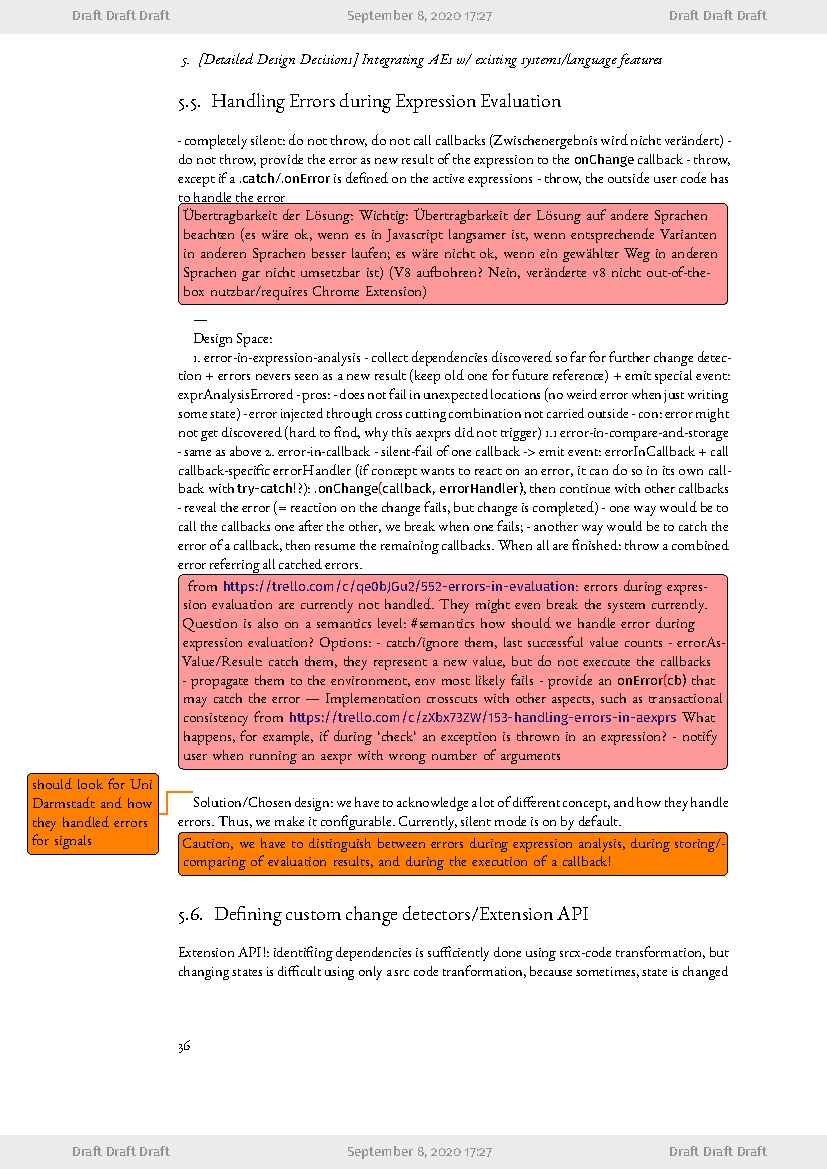 Draft Draft Draft September 8, 2020 17:27 Draft Draft Draft
5. [Detailed Design Decisions] Integrating AEs w/ existing systems/language features
5.5. Handling Errors during Expression Evaluation
- completely silent: do not throw, do not call callbacks (Zwischenergebnis wird nicht verändert) -
do not throw, provide the error as new result of the expression to the onChange callback - throw,
except if a .catch/.onError is defined on the active expressions - throw, the outside user code has
to handle the error
Übertragbarkeit der Lösung: Wichtig: Übertragbarkeit der Lösung auf andere Sprachen
beachten (es wäre ok, wenn es in Javascript langsamer ist, wenn entsprechende Varianten
in anderen Sprachen besser laufen; es wäre nicht ok, wenn ein gewählter Weg in anderen
Sprachen gar nicht umsetzbar ist) (V8 aufbohren? Nein, veränderte v8 nicht out-of-the-
box nutzbar/requires Chrome Extension)
—
Design Space:
1. error-in-expression-analysis - collect dependencies discovered so far for further change detec-
tion + errors nevers seen as a new result (keep old one for future reference) + emit special event:
exprAnalysisErrored - pros: - does not fail in unexpected locations (no weird error when just writing
some state) - error injected through cross cutting combination not carried outside - con: error might
not get discovered (hard to find, why this aexprs did not trigger) 1.1 error-in-compare-and-storage
- same as above 2. error-in-callback - silent-fail of one callback -> emit event: errorInCallback + call
callback-specific errorHandler (if concept wants to react on an error, it can do so in its own call-
back with try-catch!?): .onChange(callback, errorHandler), then continue with other callbacks
- reveal the error (= reaction on the change fails, but change is completed) - one way would be to
call the callbacks one after the other, we break when one fails; - another way would be to catch the
error of a callback, then resume the remaining callbacks. When all are finished: throw a combined
error referring all catched errors.
from https://trello.com/c/qe0bJGu2/552-errors-in-evaluation: errors during expres-
sion evaluation are currently not handled. They might even break the system currently.
Question is also on a semantics level: #semantics how should we handle error during
expression evaluation? Options: - catch/ignore them, last successful value counts - errorAs-
Value/Result: catch them, they represent a new value, but do not execcute the callbacks
- propagate them to the environment, env most likely fails - provide an onError(cb) that
may catch the error — Implementation crosscuts with other aspects, such as transactional
consistency from https://trello.com/c/zXbx73ZW/153-handling-errors-in-aexprs What
happens, for example, if during 'check' an exception is thrown in an expression? - notify
user when running an aexpr with wrong number of arguments
should look for Uni
Darmstadt and how
they handled errors
for signals
Solution/Chosen design: we have to acknowledge a lot of different concept, and how they handle
errors. Thus, we make it configurable. Currently, silent mode is on by default.
Caution, we have to distinguish between errors during expression analysis, during storing/-
comparing of evaluation results, and during the execution of a callback!
5.6. Defining custom change detectors/Extension API
Extension API!: identifiing dependencies is sufficiently done using srcx-code transformation, but
changing states is difficult using only a src code tranformation, because sometimes, state is changed
36
Draft Draft Draft September 8, 2020 17:27 Draft Draft Draft